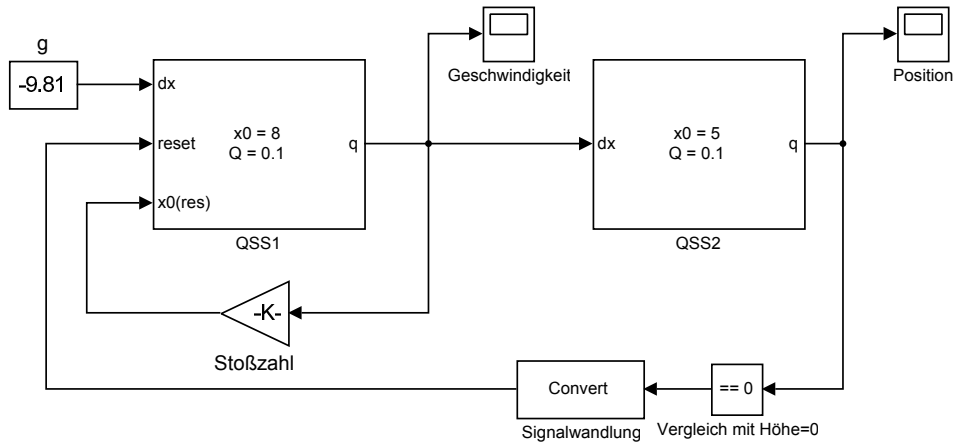 g
-9.81
dx
reset
x0(res)
x0 = 8
Q = 0.1
q
QSS1
Geschwindigkeit
dx
x0 = 5
Q = 0.1
q
QSS2
Position
-K-
Stoßzahl
Convert
Signalwandlung
== 0
Vergleich mit Höhe=0